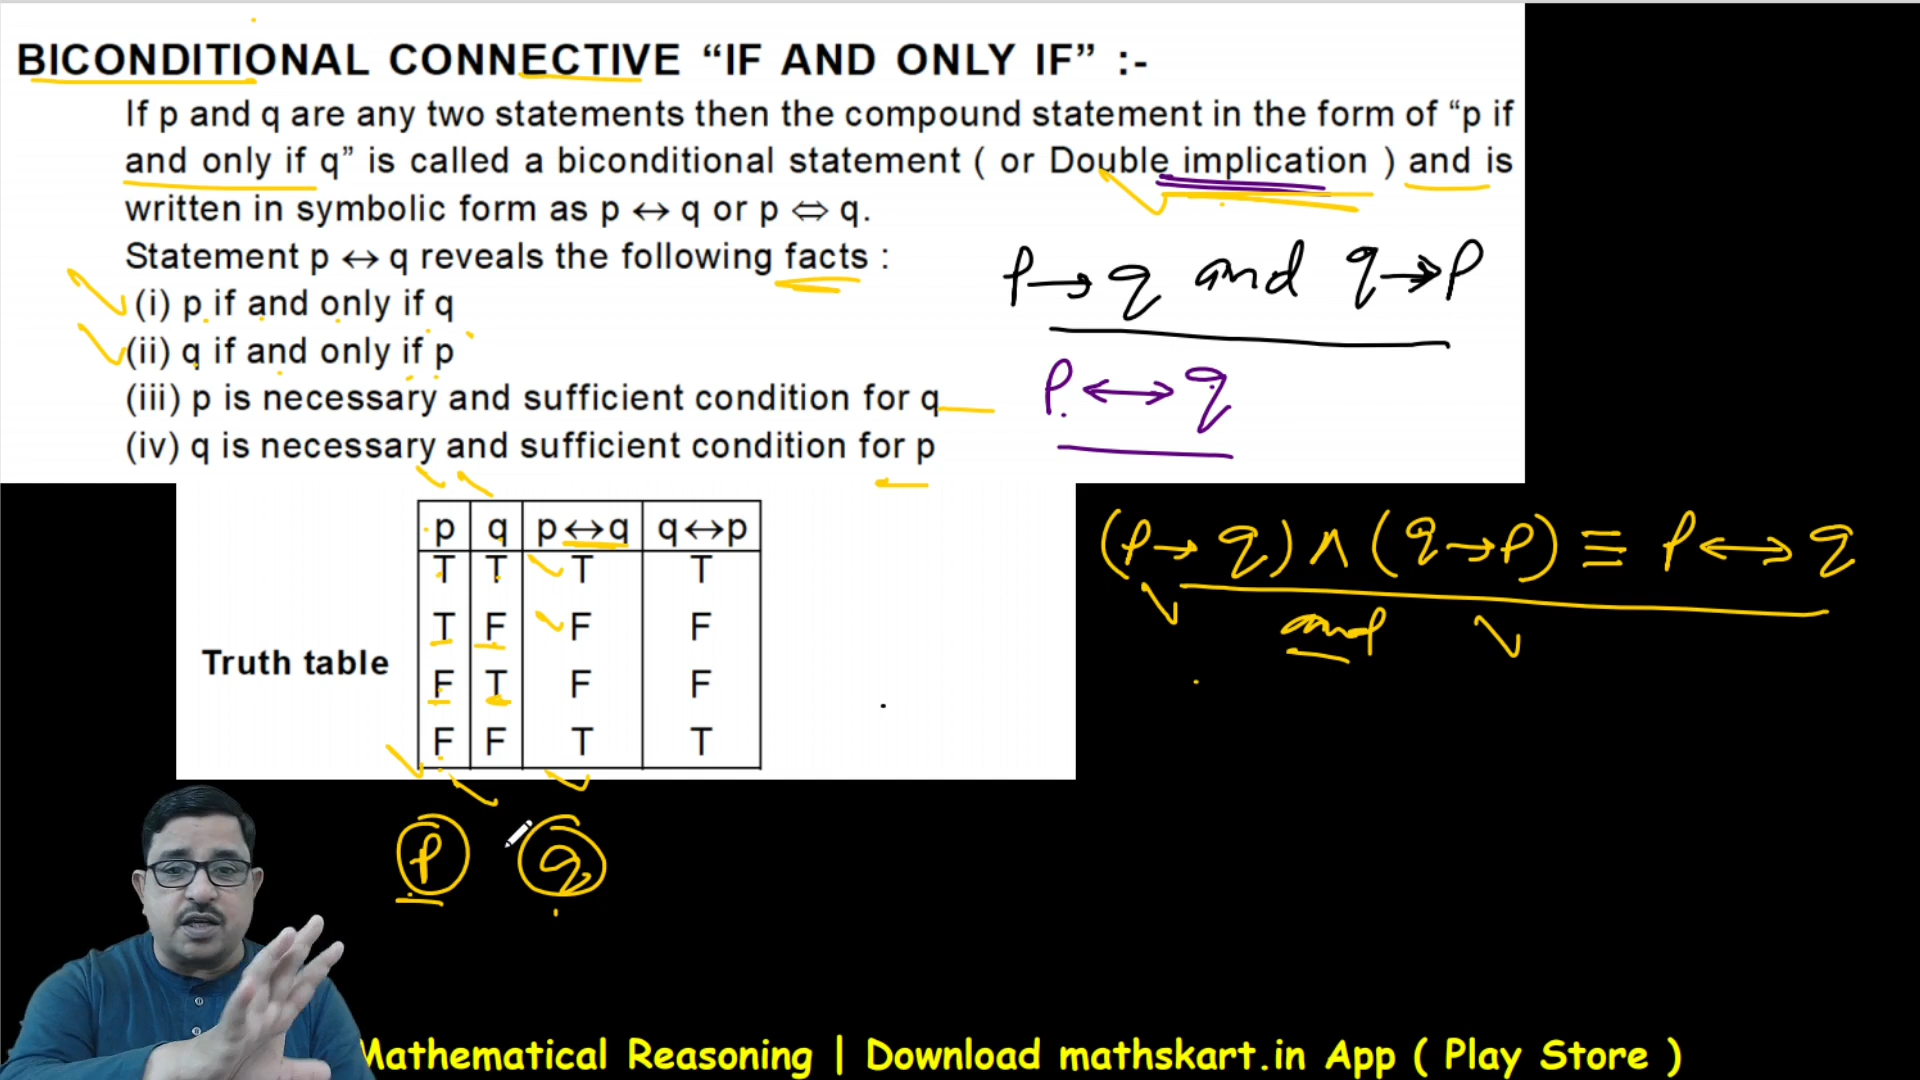 BICONDITIONAL CONNECTIVE “IF AND ONLY IF” :-
If p and q are any two statements then the compound statement in the form of “p if
and only if q” is called a biconditional statement ( or Double implication ) and is
written in symbolic form as p ↔ q or p ⇔ q.
Statement p ↔ q reveals the following facts :
(i) p if and only if q
(ii) q if and only if p
(iii) p is necessary and sufficient condition for q
(iv) q is necessary and sufficient condition for p
p → q and q → p
p ↔ q
(p → q) ∧ (q → p) ≡ p ↔ q
and
Truth table
p q p↔q q↔p
T T T T
T F F F
F T F F
F F T T
p q
Mathematical Reasoning | Download mathskart.in App ( Play Store )